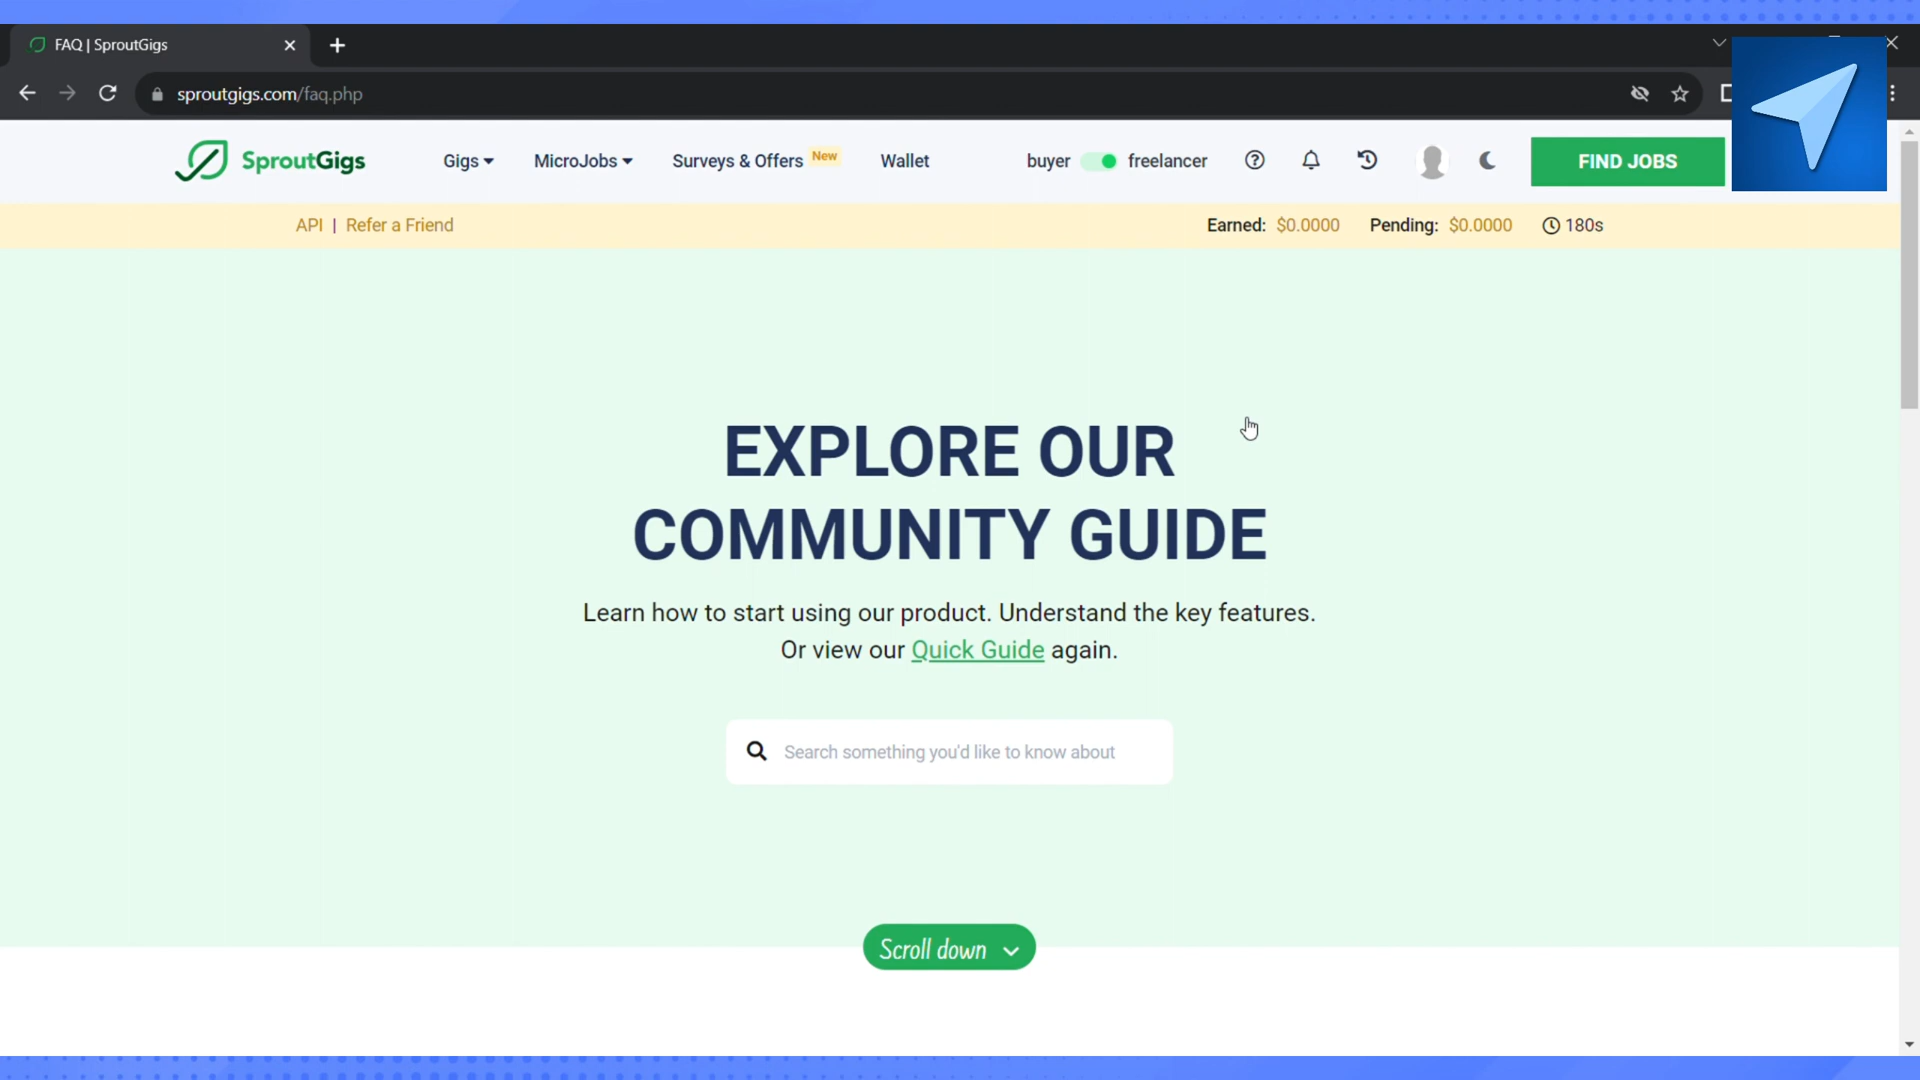 FAQ | SproutGigs
sproutgigs.com/faq.php
SproutGigs
Gigs
MicroJobs
Surveys & Offers New
Wallet
buyer freelancer
FIND JOBS
API | Refer a Friend
Earned: $0.0000 Pending: $0.0000 180s
EXPLORE OUR
COMMUNITY GUIDE
Learn how to start using our product. Understand the key features.
Or view our Quick Guide again.
Search something you'd like to know about
Scroll down